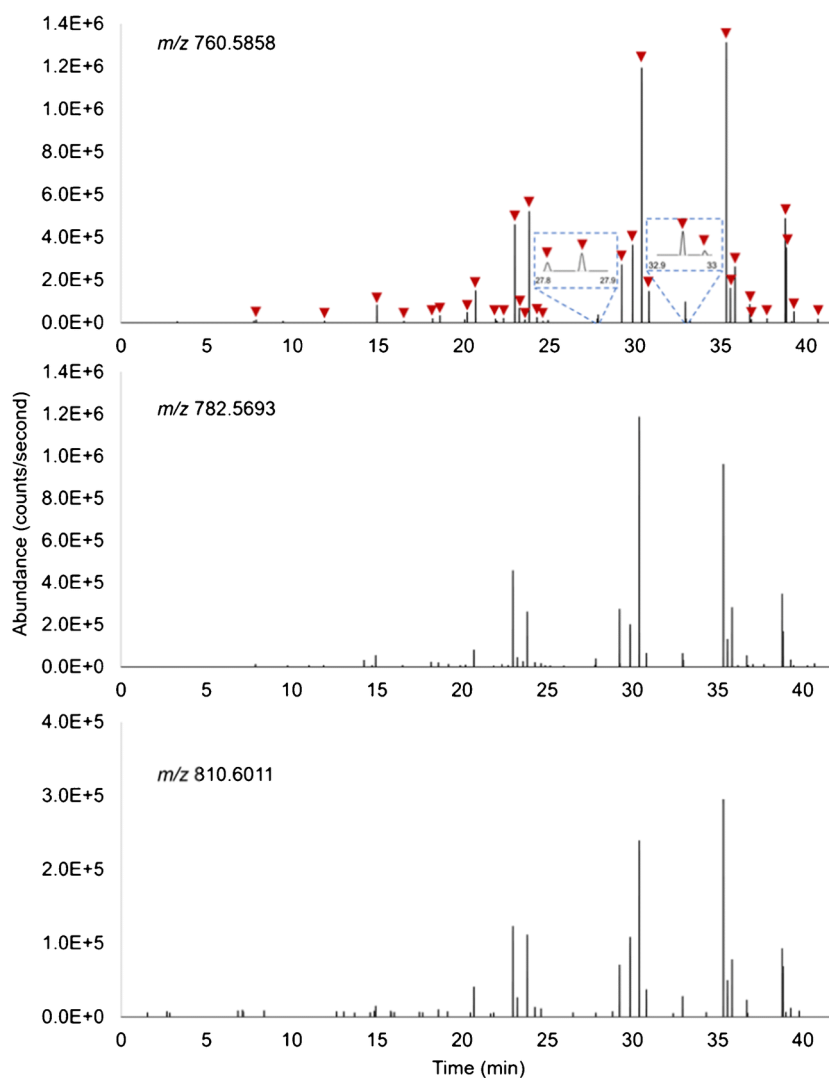 1.4E+6
m/z 760.5858
1.2E+6
1.0E+6
8.0E+5
6.0E+5
4.0E+5
2.0E+5
0.0E+0
27.8 27.9
32.9 33
0 5 10 15 20 25 30 35 40
1.4E+6
m/z 782.5693
1.2E+6
1.0E+6
8.0E+5
6.0E+5
4.0E+5
2.0E+5
0.0E+0
0 5 10 15 20 25 30 35 40
Abundance (counts/second)
4.0E+5
m/z 810.6011
3.0E+5
2.0E+5
1.0E+5
0.0E+0
0 5 10 15 20 25 30 35 40
Time (min)